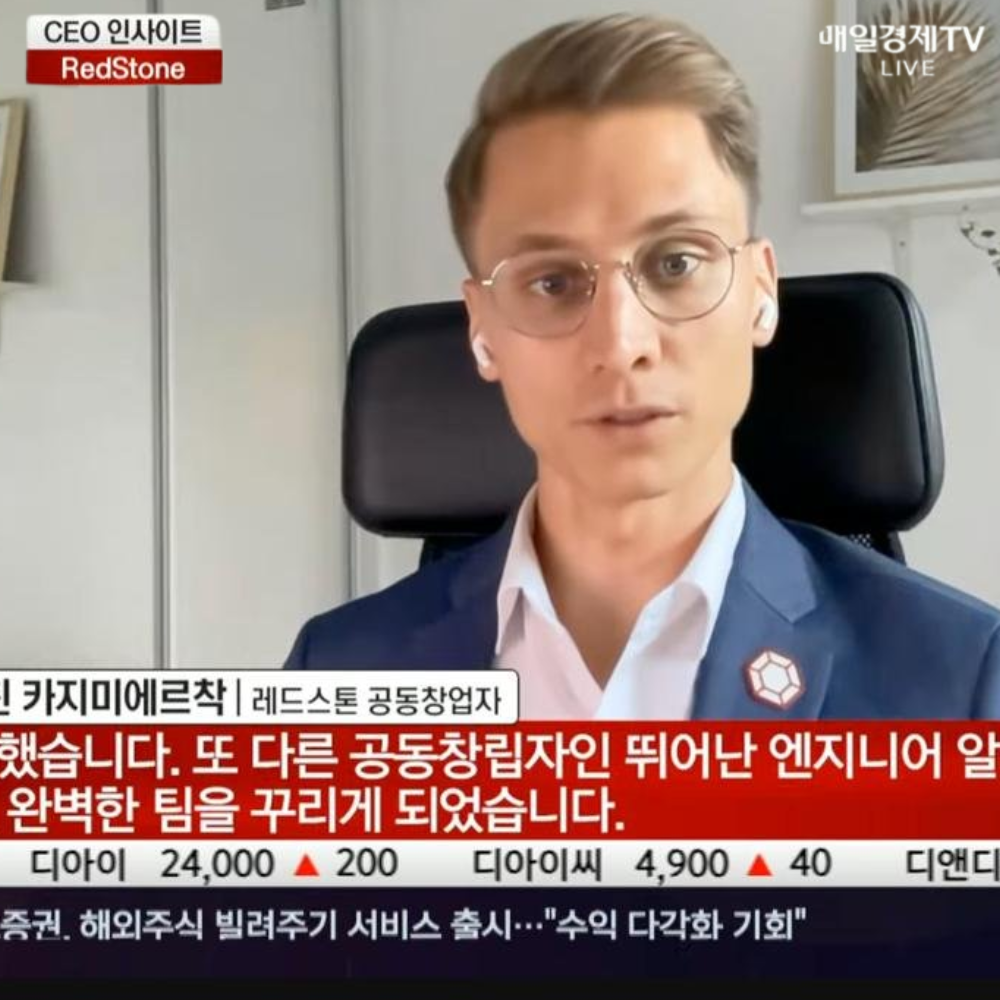 CEO 인사이트
RedStone
매일경제TV
LIVE
카지미에르착 | 레드스톤 공동창업자
했습니다. 또 다른 공동창립자인 뛰어난 엔지니어 알
완벽한 팀을 꾸리게 되었습니다.
디아이 24,000 ▲ 200 디아이씨 4,900 ▲ 40 디앤디
증권. 해외주식 빌려주기 서비스 출시…"수익 다각화 기회"